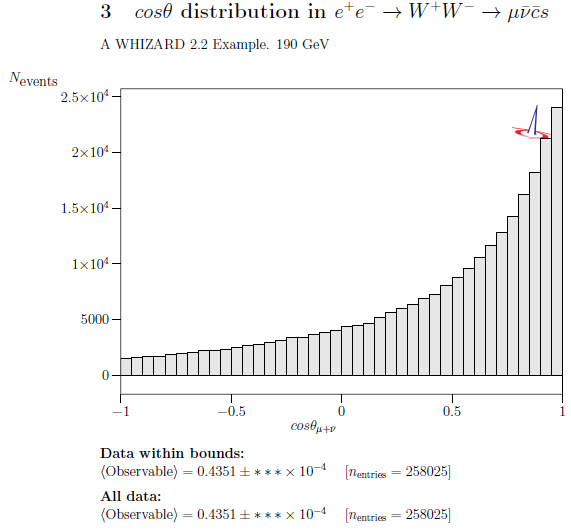 3 cosθ distribution in e⁺e⁻ → W⁺W⁻ → μν̄c̄s
A WHIZARD 2.2 Example. 190 GeV
N_events
2.5×10⁴
2×10⁴
1.5×10⁴
1×10⁴
5000
0
−1 −0.5 0 0.5 1
cosθ_μ+ν̄
Data within bounds:
⟨Observable⟩ = 0.4351 ± ∗ ∗ ∗ × 10⁻⁴ [n_entries = 258025]
All data:
⟨Observable⟩ = 0.4351 ± ∗ ∗ ∗ × 10⁻⁴ [n_entries = 258025]